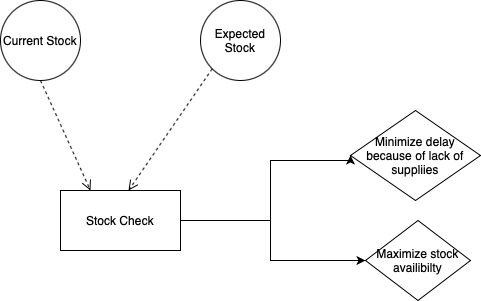 Current Stock
Expected
Stock
Minimize delay
because of lack of
suppliies
Stock Check
Maximize stock
availibilty